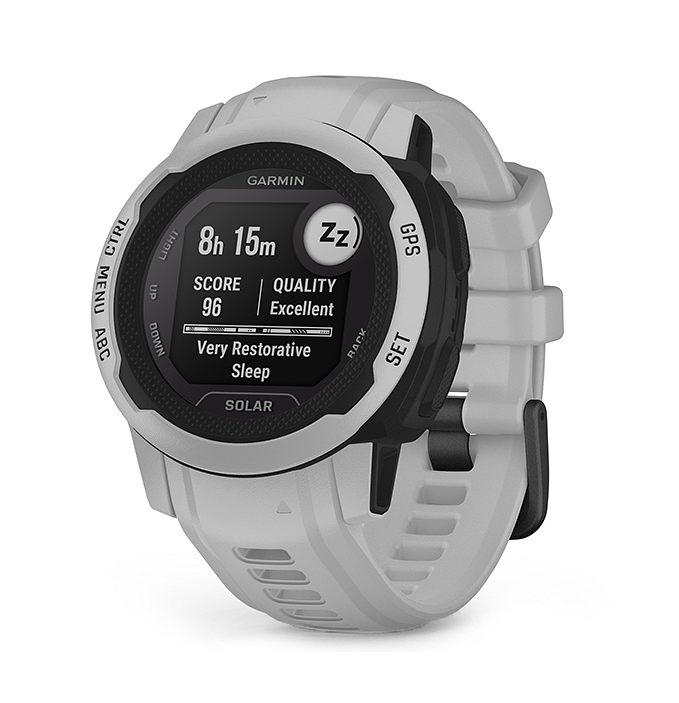 GARMIN
CTRL
MENU
ABC
LIGHT
UP
DOWN
GPS
SET
BACK
8h 15m
Zz
SCORE
96
QUALITY
Excellent
Very Restorative
Sleep
SOLAR